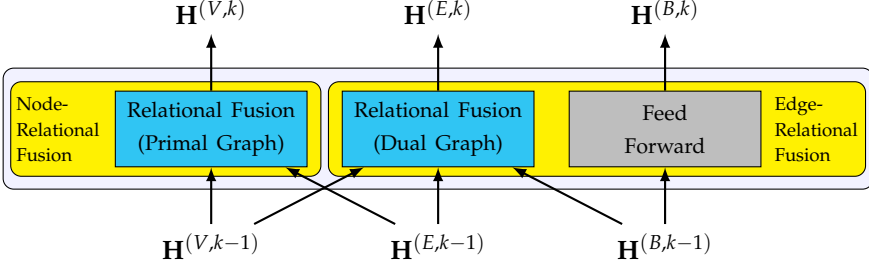 H^(V,k) H^(E,k) H^(B,k)
Node-
Relational
Fusion
Relational Fusion
(Primal Graph)
Relational Fusion
(Dual Graph)
Feed
Forward
Edge-
Relational
Fusion
H^(V,k−1) H^(E,k−1) H^(B,k−1)